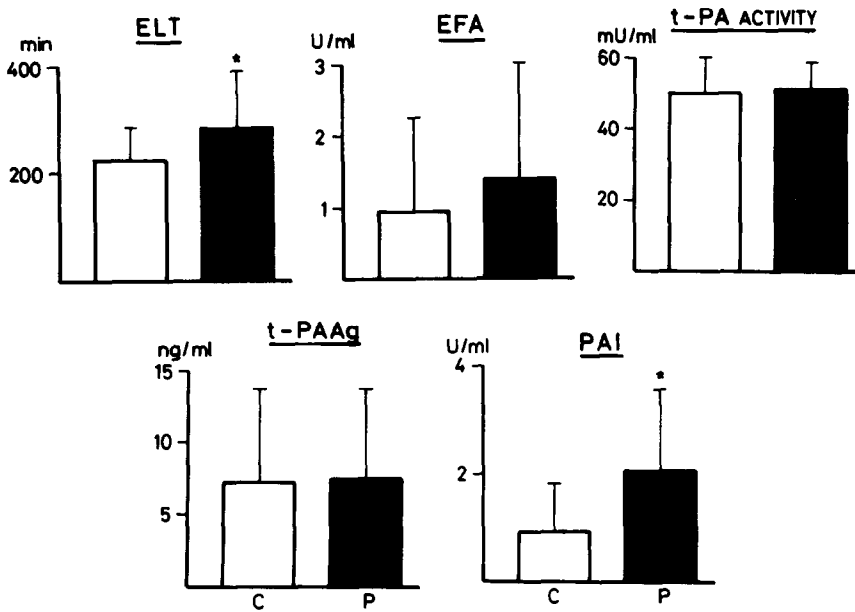 ELT
min
400
200
*
EFA
U/ml
3
2
1
t-PA ACTIVITY
mU/ml
60
40
20
t-PAAg
ng/ml
15
10
5
C P
PAI
U/ml
4
2
*
C P